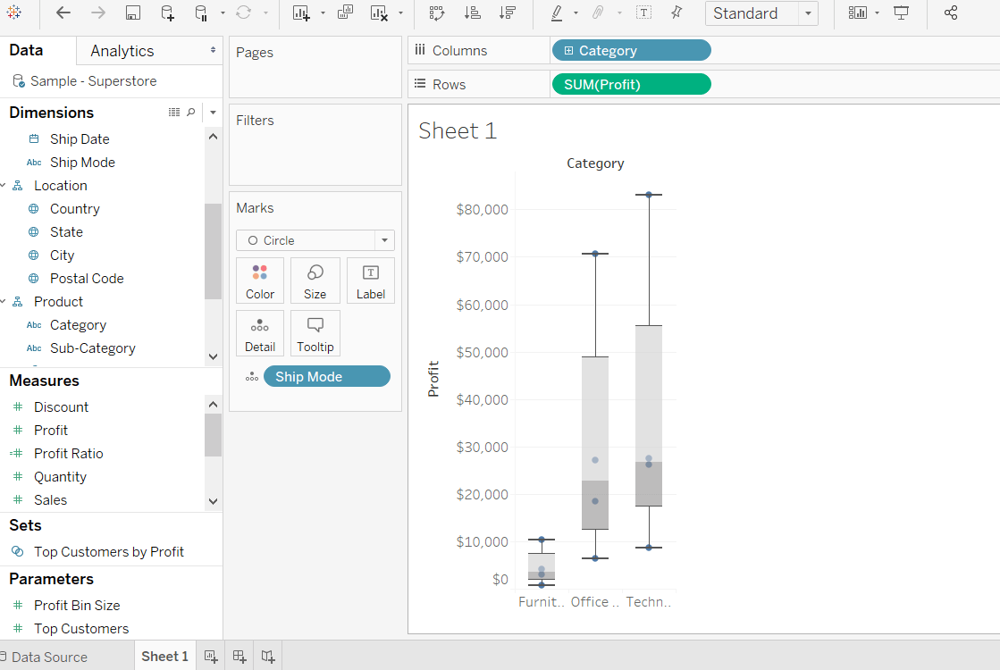 Standard
Data
Analytics
Pages
Columns
Category
Sample - Superstore
Rows
SUM(Profit)
Dimensions
Filters
Ship Date
Abc Ship Mode
Location
Country
State
City
Postal Code
Product
Abc Category
Abc Sub-Category
Marks
Circle
Color
Size
T
Label
Detail
Tooltip
Ship Mode
Sheet 1
Category
Profit
$80,000
$70,000
$60,000
$50,000
$40,000
$30,000
$20,000
$10,000
$0
Furnit..
Office ..
Techn..
Measures
# Discount
# Profit
=# Profit Ratio
# Quantity
# Sales
Sets
Top Customers by Profit
Parameters
# Profit Bin Size
# Top Customers
Data Source
Sheet 1